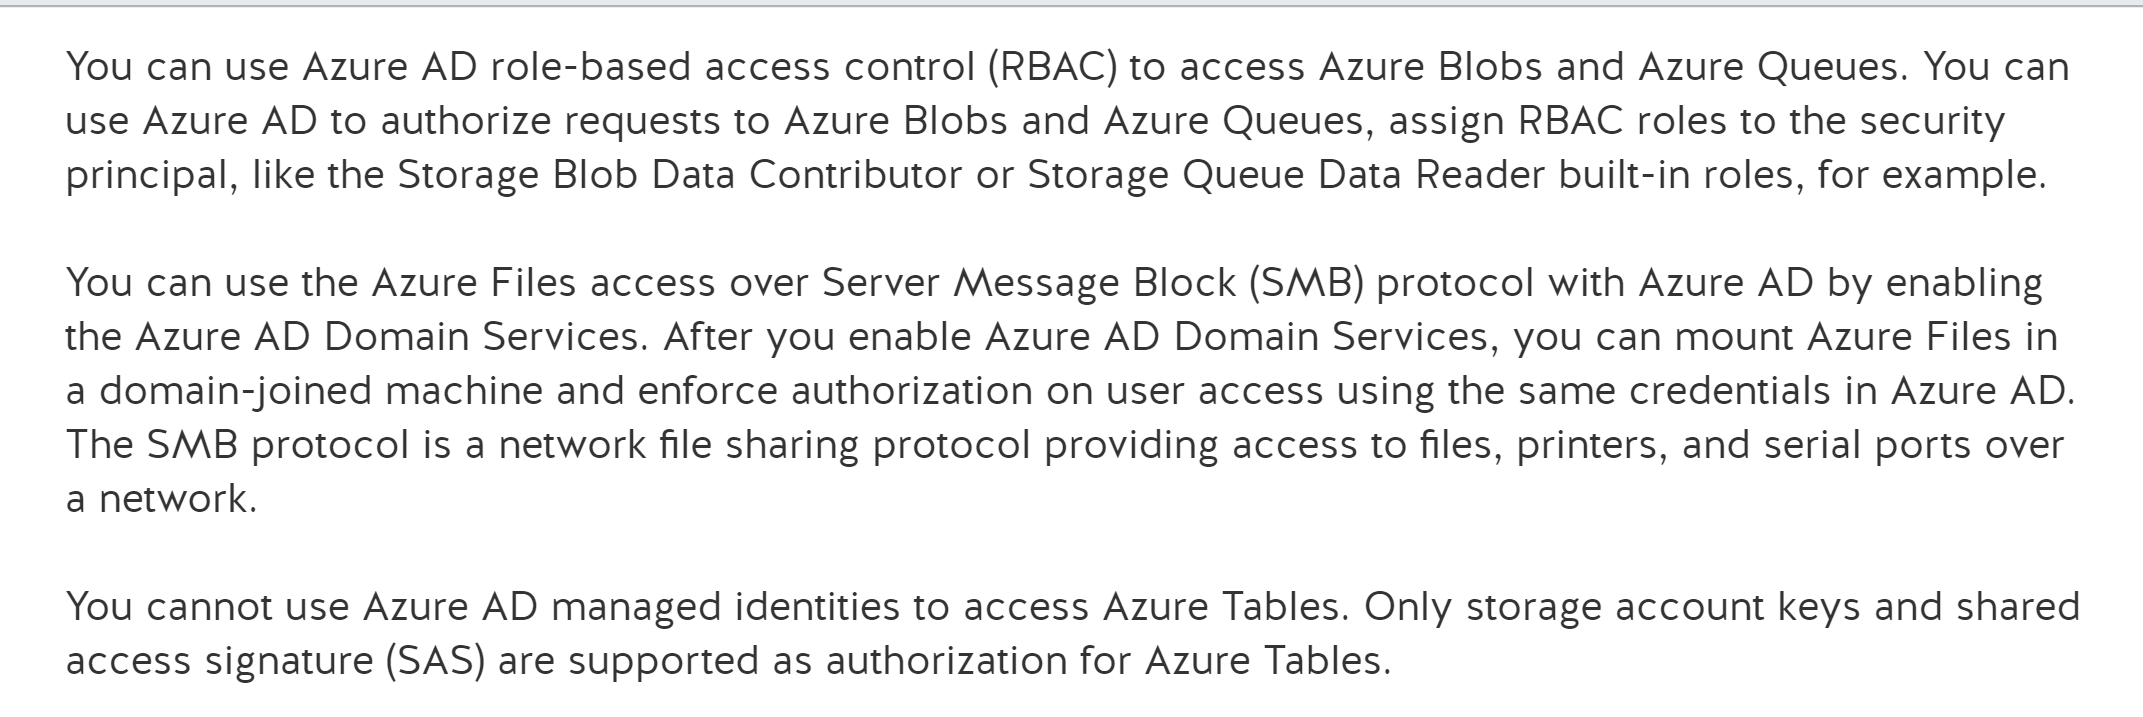 You can use Azure AD role-based access control (RBAC) to access Azure Blobs and Azure Queues. You can
use Azure AD to authorize requests to Azure Blobs and Azure Queues, assign RBAC roles to the security
principal, like the Storage Blob Data Contributor or Storage Queue Data Reader built-in roles, for example.
You can use the Azure Files access over Server Message Block (SMB) protocol with Azure AD by enabling
the Azure AD Domain Services. After you enable Azure AD Domain Services, you can mount Azure Files in
a domain-joined machine and enforce authorization on user access using the same credentials in Azure AD.
The SMB protocol is a network file sharing protocol providing access to files, printers, and serial ports over
a network.
You cannot use Azure AD managed identities to access Azure Tables. Only storage account keys and shared
access signature (SAS) are supported as authorization for Azure Tables.